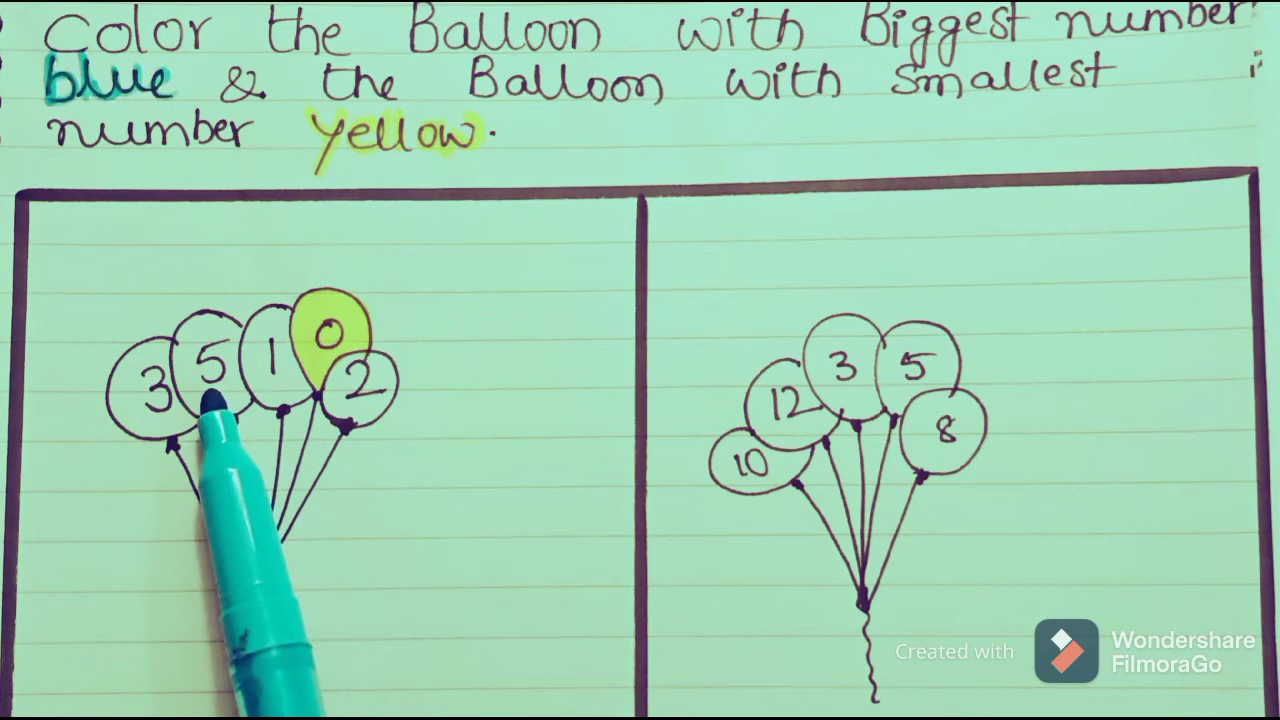 Color the Balloon with Biggest number
blue & the Balloon with smallest
number yellow.
3 5 1 0 2
10 12 3 5 8
Created with
Wondershare
FilmoraGo